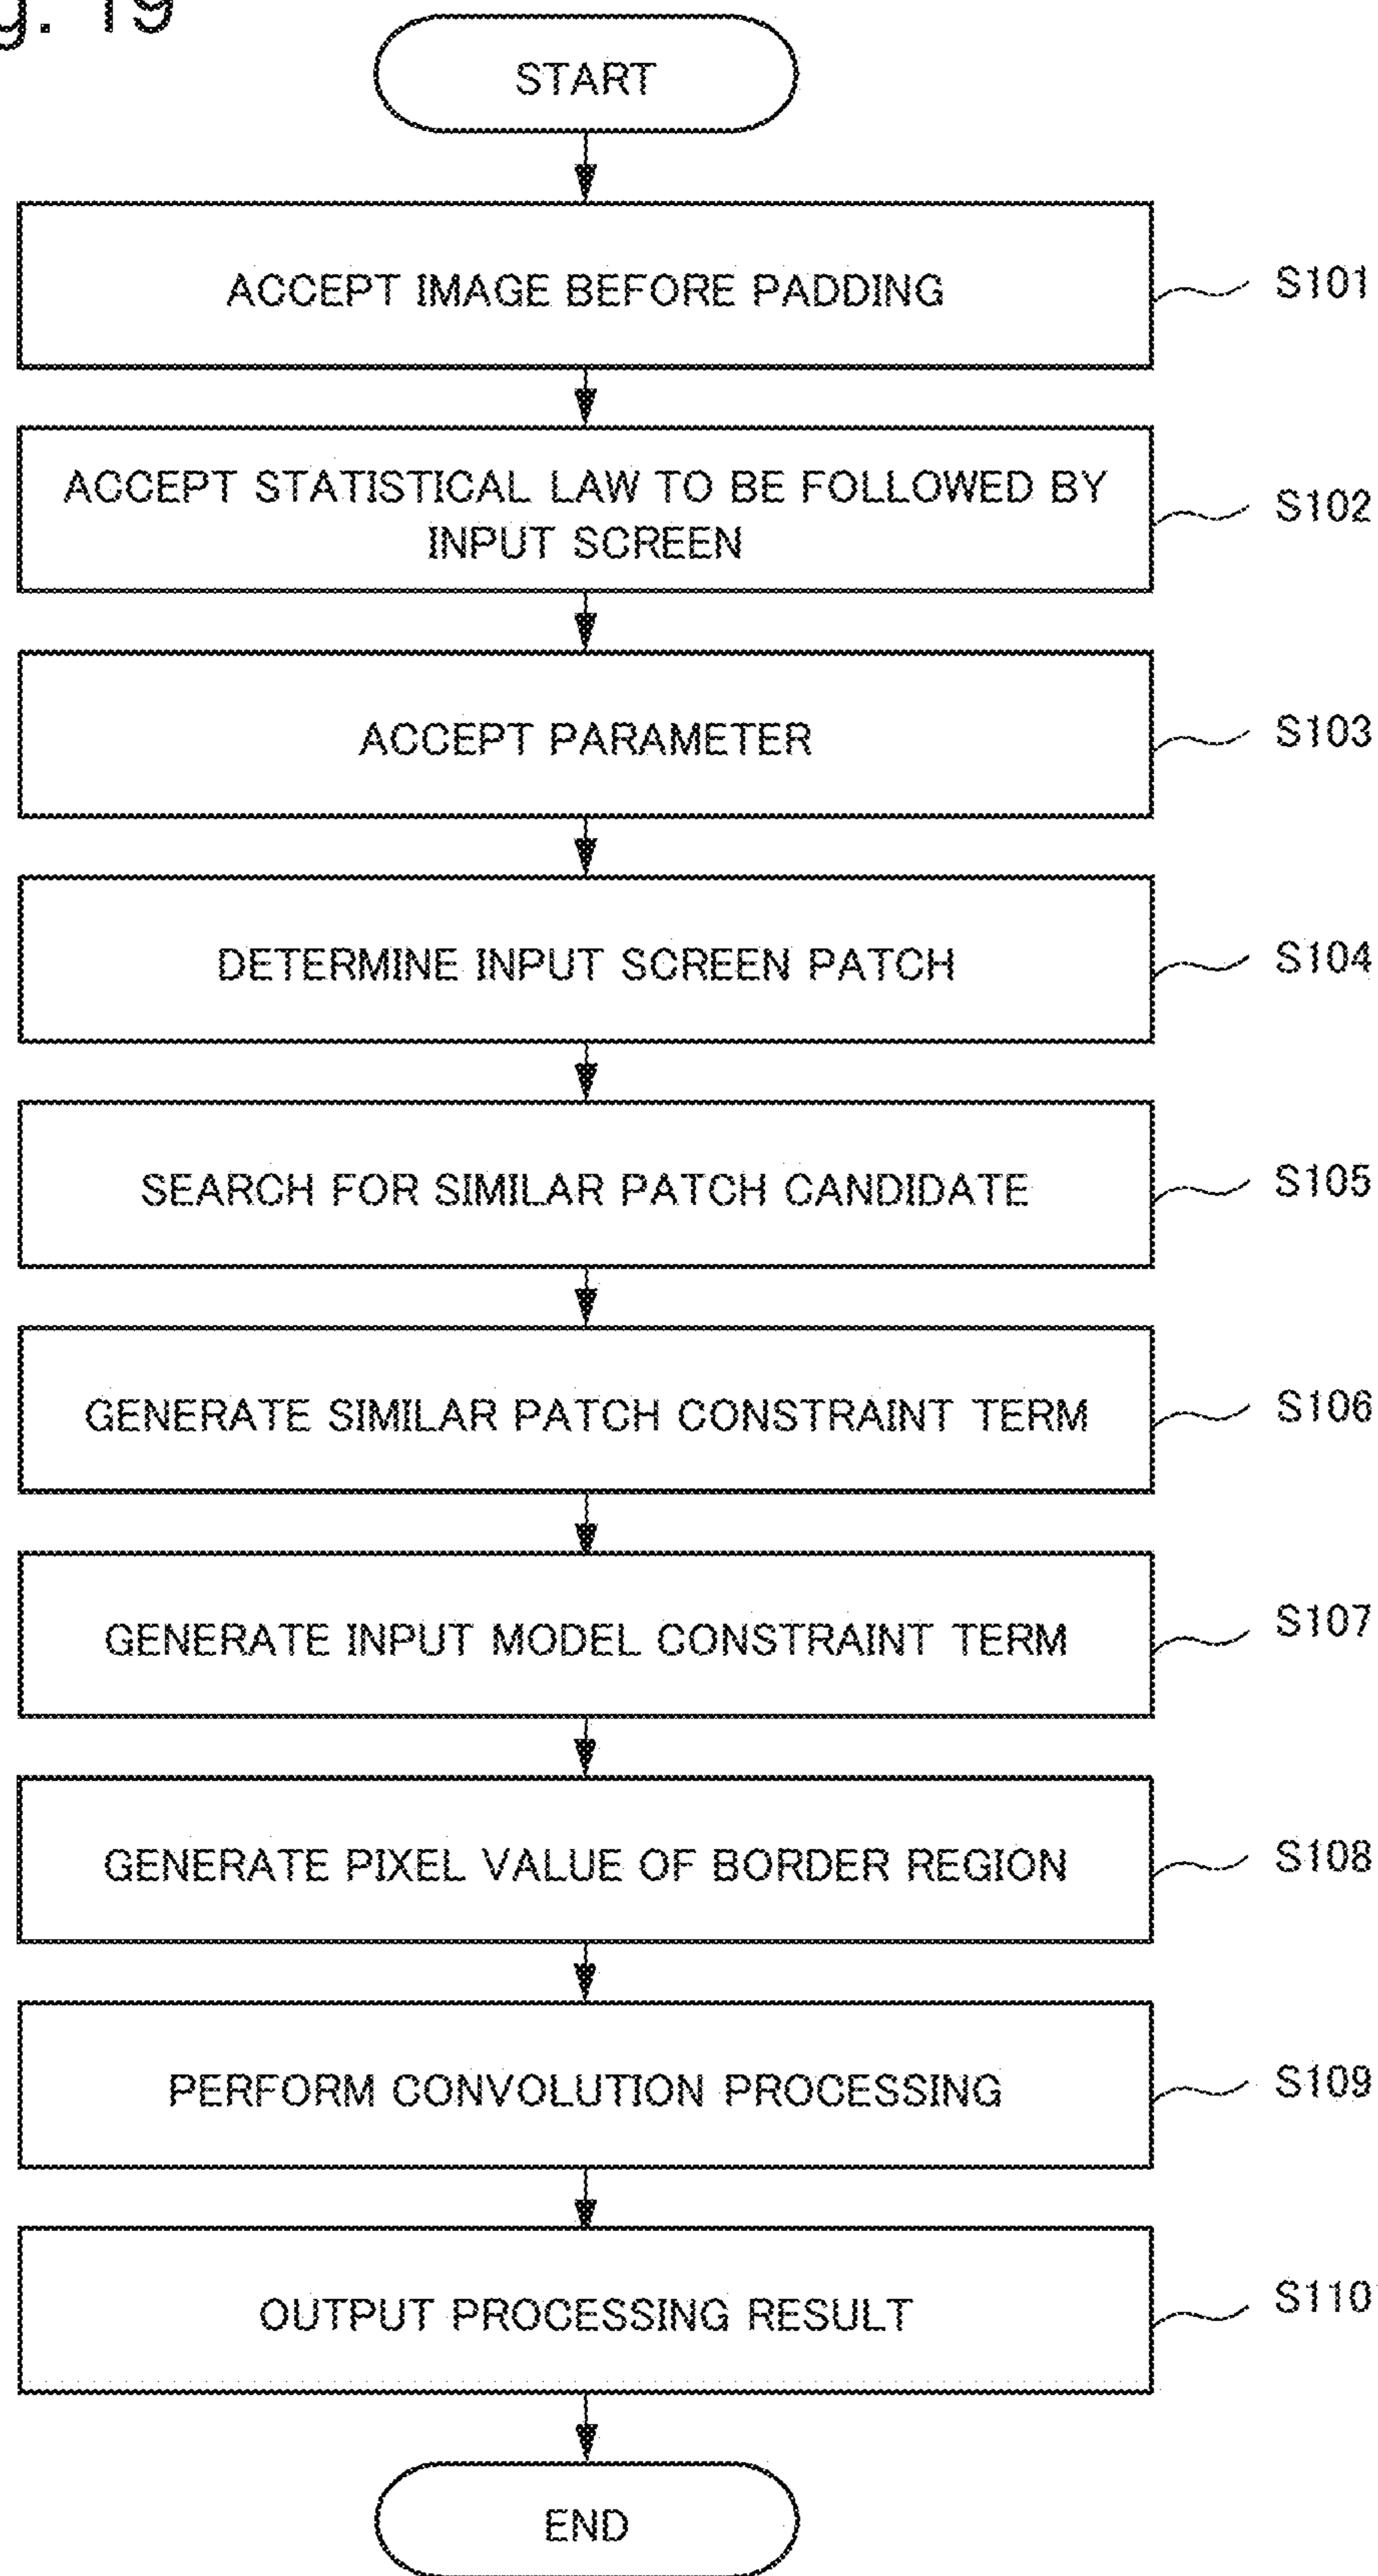 g. 19
START
ACCEPT IMAGE BEFORE PADDING
S101
ACCEPT STATISTICAL LAW TO BE FOLLOWED BY
INPUT SCREEN
S102
ACCEPT PARAMETER
S103
DETERMINE INPUT SCREEN PATCH
S104
SEARCH FOR SIMILAR PATCH CANDIDATE
S105
GENERATE SIMILAR PATCH CONSTRAINT TERM
S106
GENERATE INPUT MODEL CONSTRAINT TERM
S107
GENERATE PIXEL VALUE OF BORDER REGION
S108
PERFORM CONVOLUTION PROCESSING
S109
OUTPUT PROCESSING RESULT
S110
END